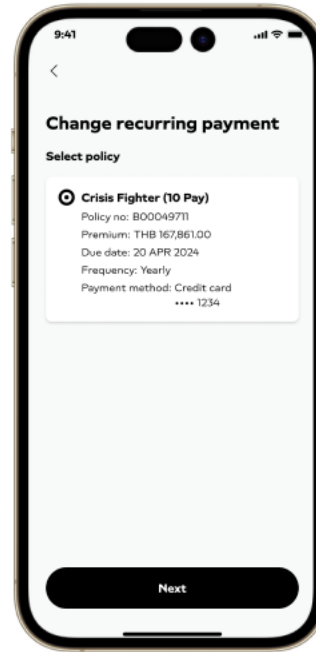 9:41
Change recurring payment
Select policy
Crisis Fighter (10 Pay)
Policy no: B00049711
Premium: THB 167,861.00
Due date: 20 APR 2024
Frequency: Yearly
Payment method: Credit card
•••• 1234
Next